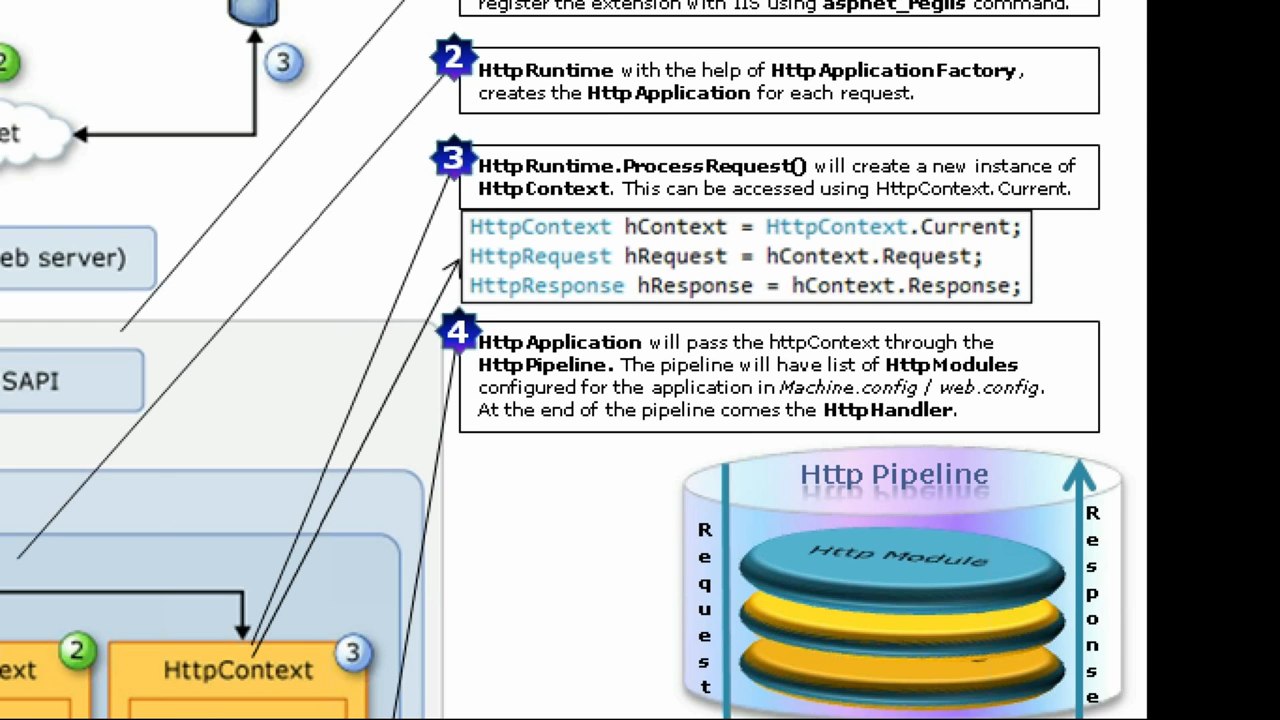 register the extension with IIS using aspnet_regiis command.
2
3
2
HttpRuntime with the help of HttpApplicationFactory,
creates the HttpApplication for each request.
et
3
HttpRuntime.ProcessRequest() will create a new instance of
HttpContext. This can be accessed using HttpContext.Current.
HttpContext hContext = HttpContext.Current;
HttpRequest hRequest = hContext.Request;
HttpResponse hResponse = hContext.Response;
eb server)
4
HttpApplication will pass the httpContext through the
HttpPipeline. The pipeline will have list of HttpModules
configured for the application in Machine.config / web.config.
At the end of the pipeline comes the HttpHandler.
SAPI
Http Pipeline
Request
Response
Http Module
ext
2
HttpContext
3